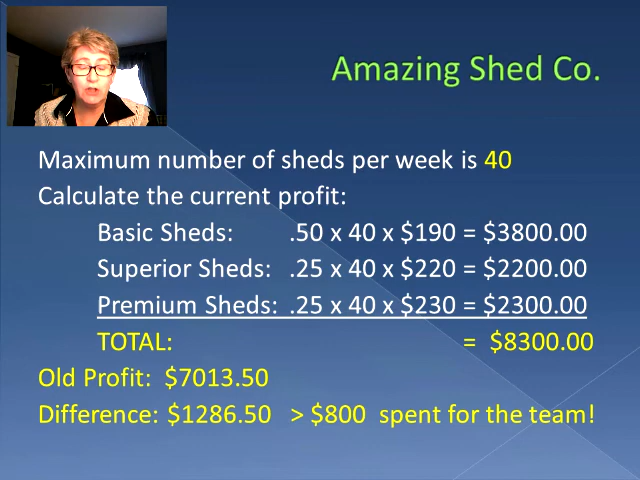 Amazing Shed Co.
Maximum number of sheds per week is 40
Calculate the current profit:
Basic Sheds: .50 x 40 x $190 = $3800.00
Superior Sheds: .25 x 40 x $220 = $2200.00
Premium Sheds: .25 x 40 x $230 = $2300.00
TOTAL: = $8300.00
Old Profit: $7013.50
Difference: $1286.50 > $800 spent for the team!